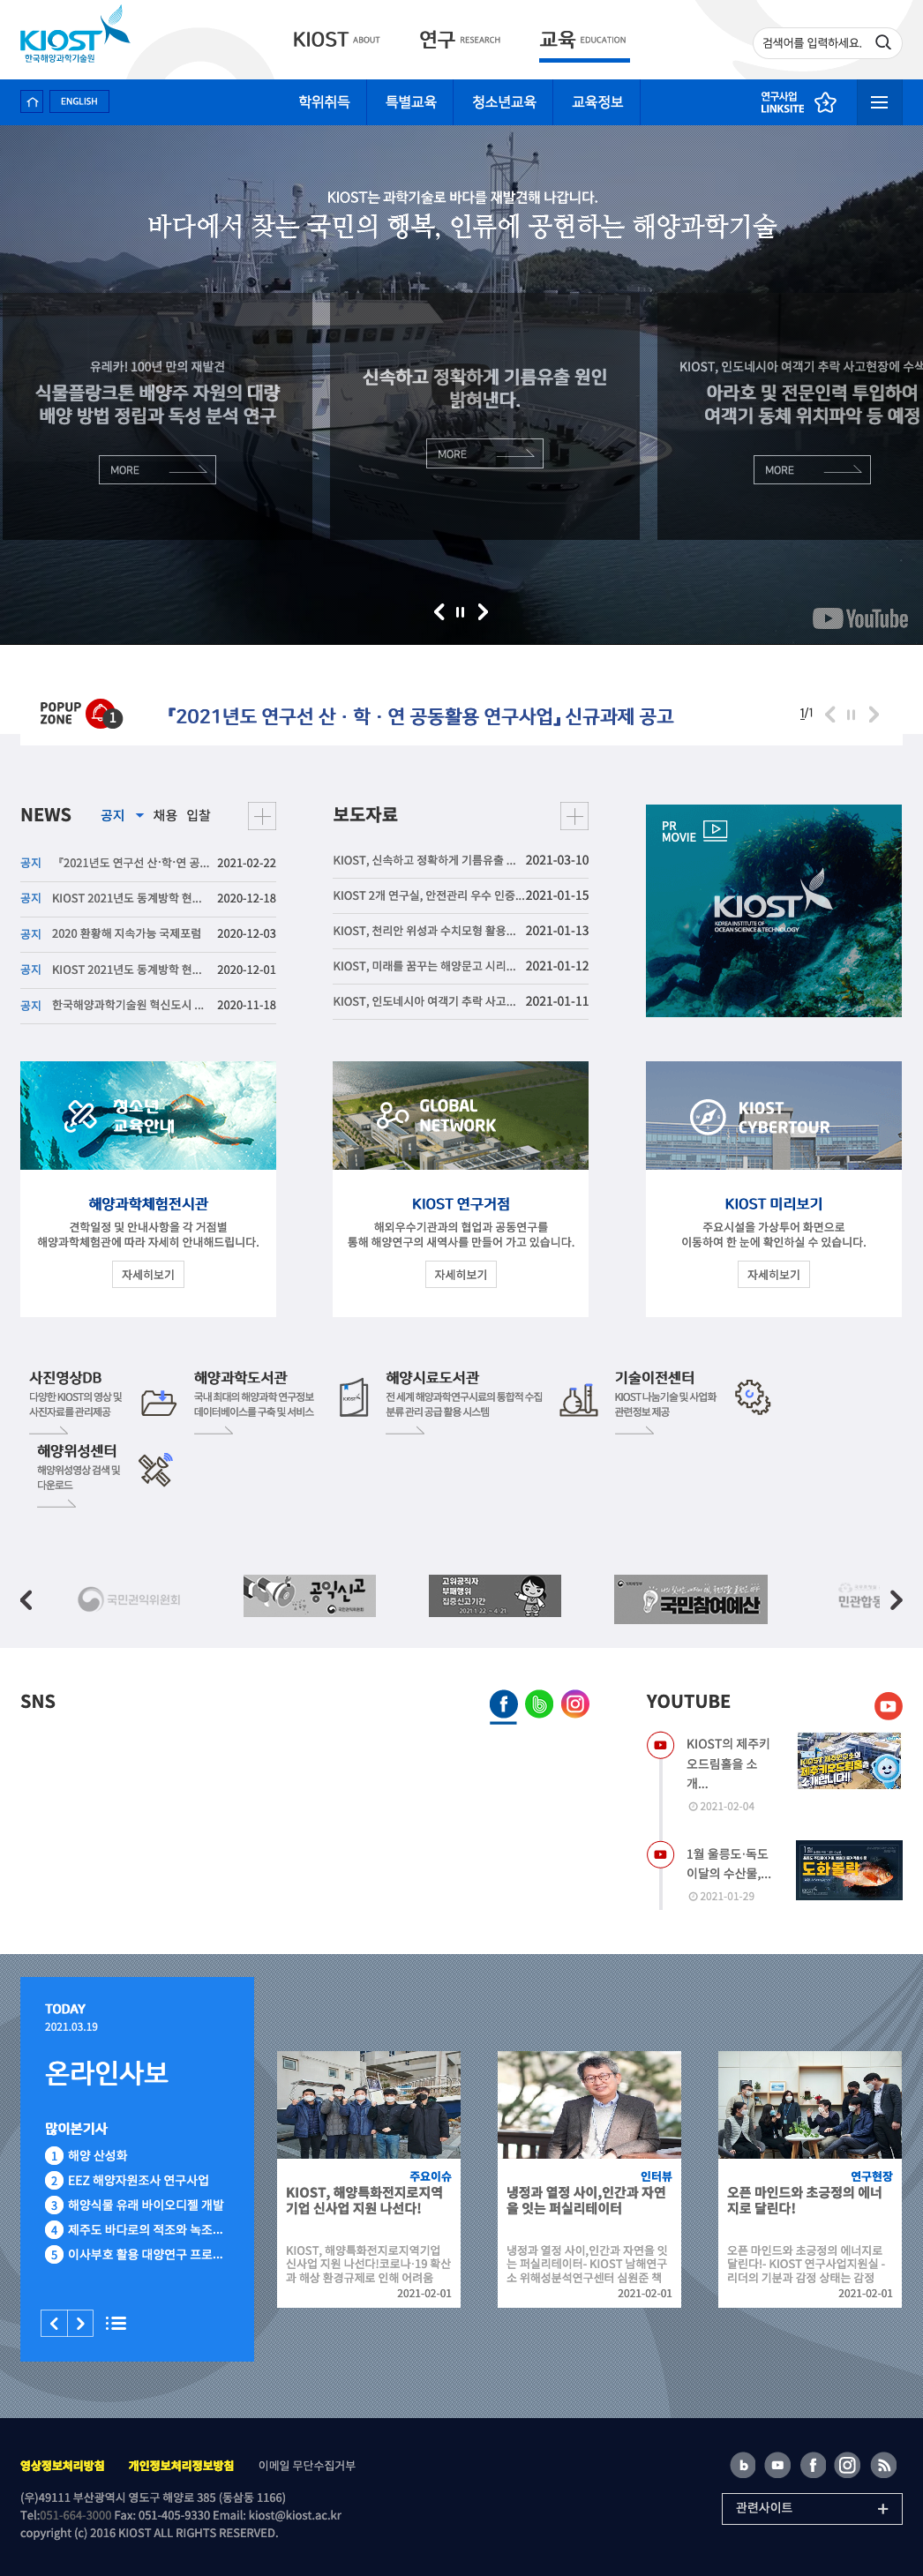 KIOST
한국해양과학기술원
KIOST ABOUT
연구 RESEARCH
교육 EDUCATION
검색어를 입력하세요.
ENGLISH
학위취득
특별교육
청소년교육
교육정보
연구사업
LINKSITE
KIOST는 과학기술로 바다를 재발견해 나갑니다.
바다에서 찾는 국민의 행복, 인류에 공헌하는 해양과학기술
유레카! 100년 만의 재발견
식물플랑크톤 배양주 자원의 대량
배양 방법 정립과 독성 분석 연구
MORE
신속하고 정확하게 기름유출 원인
밝혀낸다.
MORE
KIOST, 인도네시아 여객기 추락 사고현장에 수색
아라호 및 전문인력 투입하여
여객기 동체 위치파악 등 예정
MORE
YouTube
POPUP
ZONE
1
『2021년도 연구선 산·학·연 공동활용 연구사업』 신규과제 공고
1/1
NEWS
공지
채용
입찰
공지 『2021년도 연구선 산·학·연 공... 2021-02-22
공지 KIOST 2021년도 동계방학 현... 2020-12-18
공지 2020 환황해 지속가능 국제포럼 2020-12-03
공지 KIOST 2021년도 동계방학 현... 2020-12-01
공지 한국해양과학기술원 혁신도시 ... 2020-11-18
보도자료
KIOST, 신속하고 정확하게 기름유출 ... 2021-03-10
KIOST 2개 연구실, 안전관리 우수 인증... 2021-01-15
KIOST, 천리안 위성과 수치모형 활용... 2021-01-13
KIOST, 미래를 꿈꾸는 해양문고 시리... 2021-01-12
KIOST, 인도네시아 여객기 추락 사고... 2021-01-11
PR
MOVIE
KIOST
KOREA INSTITUTE OF
OCEAN SCIENCE & TECHNOLOGY
청소년
교육안내
해양과학체험전시관
견학일정 및 안내사항을 각 거점별
해양과학체험관에 따라 자세히 안내해드립니다.
자세히보기
GLOBAL
NETWORK
KIOST 연구거점
해외우수기관과의 협업과 공동연구를
통해 해양연구의 새역사를 만들어 가고 있습니다.
자세히보기
KIOST
CYBERTOUR
KIOST 미리보기
주요시설을 가상투어 화면으로
이동하여 한 눈에 확인하실 수 있습니다.
자세히보기
사진영상DB
다양한 KIOST의 영상 및
사진자료를 관리제공
해양과학도서관
국내 최대의 해양과학 연구정보
데이터베이스를 구축 및 서비스
KIOST
해양시료도서관
전 세계 해양과학연구시료의 통합적 수집
분류 관리 공급 활용 시스템
기술이전센터
KIOST 나눔기술 및 사업화
관련정보 제공
해양위성센터
해양위성영상 검색 및
다운로드
국민권익위원회
공익신고
국민권익위원회
고위공직자
부패행위
집중신고기간
2021.1.22. ~ 4.21.
국민참여예산
민관합동
SNS
YOUTUBE
KIOST의 제주키
오드림홀을 소
개...
2021-02-04
제주키오드림홀을
소개합니다!
1월 울릉도·독도
이달의 수산물,...
2021-01-29
도화볼락
TODAY
2021.03.19
온라인사보
많이본기사
1 해양 산성화
2 EEZ 해양자원조사 연구사업
3 해양식물 유래 바이오디젤 개발
4 제주도 바다로의 적조와 녹조...
5 이사부호 활용 대양연구 프로...
주요이슈
KIOST, 해양특화전지로지역
기업 신사업 지원 나선다!
KIOST, 해양특화전지로지역기업
신사업 지원 나선다!코로나-19 확산
과 해상 환경규제로 인해 어려움
2021-02-01
인터뷰
냉정과 열정 사이,인간과 자연
을 잇는 퍼실리테이터
냉정과 열정 사이,인간과 자연을 잇
는 퍼실리테이터- KIOST 남해연구
소 위해성분석연구센터 심원준 책
2021-02-01
연구현장
오픈 마인드와 초긍정의 에너
지로 달린다!
오픈 마인드와 초긍정의 에너지로
달린다!- KIOST 연구사업지원실 -
리더의 기분과 감정 상태는 감정
2021-02-01
영상정보처리방침
개인정보처리정보방침
이메일 무단수집거부
(우)49111 부산광역시 영도구 해양로 385 (동삼동 1166)
Tel:051-664-3000 Fax: 051-405-9330 Email: kiost@kiost.ac.kr
copyright (c) 2016 KIOST ALL RIGHTS RESERVED.
관련사이트